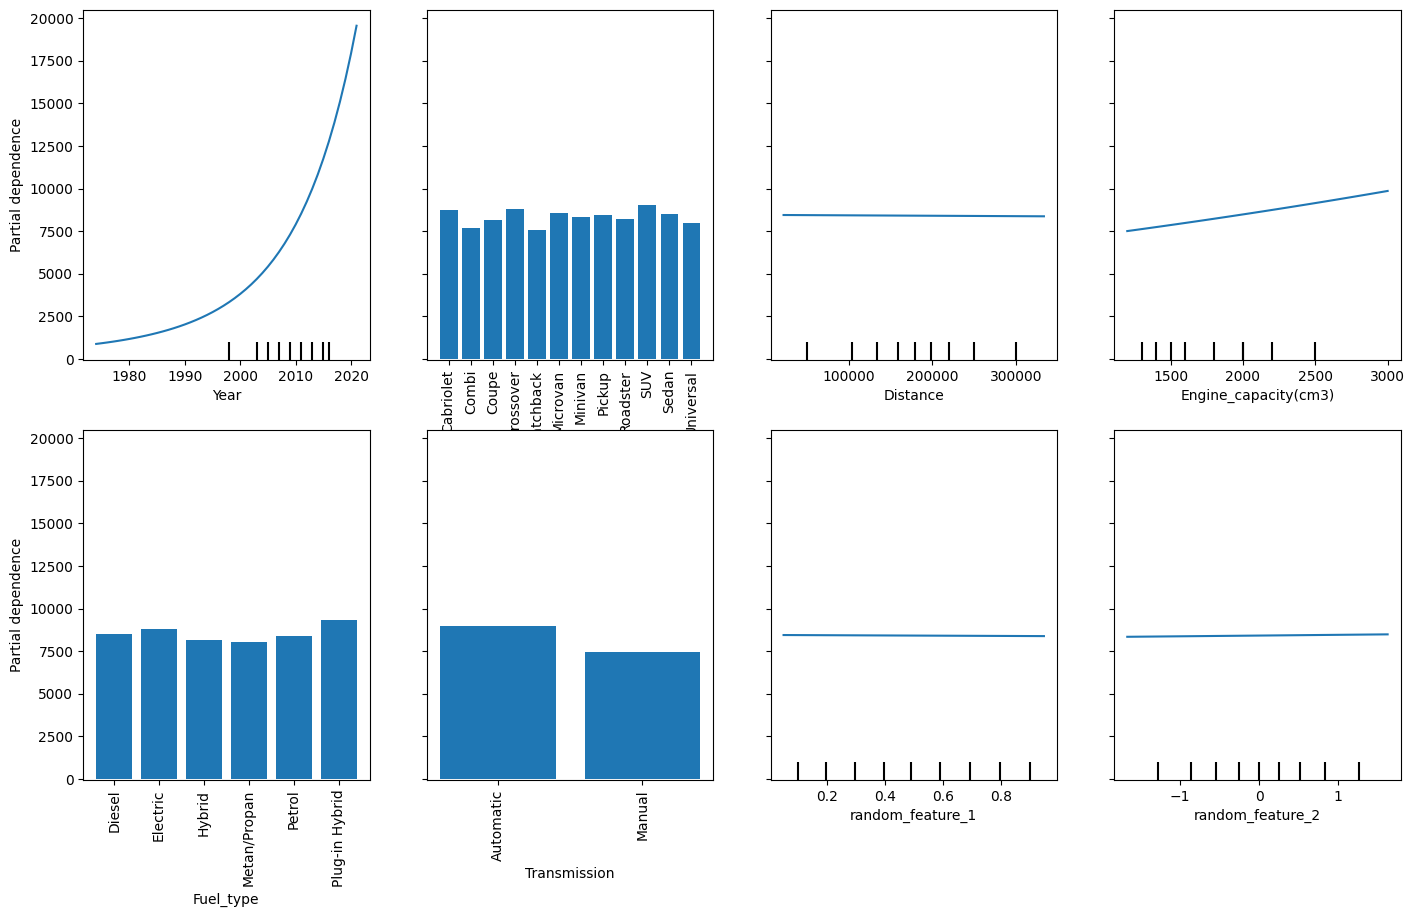 20000
17500
15000
12500
10000
7500
5000
2500
0
Partial dependence
1980 1990 2000 2010 2020
Year
Cabriolet
Combi
Coupe
rossover
tchback
Microvan
Minivan
Pickup
Roadster
SUV
Sedan
Universal
100000 200000 300000
Distance
1500 2000 2500 3000
Engine_capacity(cm3)
20000
17500
15000
12500
10000
7500
5000
2500
0
Partial dependence
Diesel
Electric
Hybrid
Metan/Propan
Petrol
Plug-in Hybrid
Fuel_type
Automatic
Manual
Transmission
0.2 0.4 0.6 0.8
random_feature_1
−1 0 1
random_feature_2